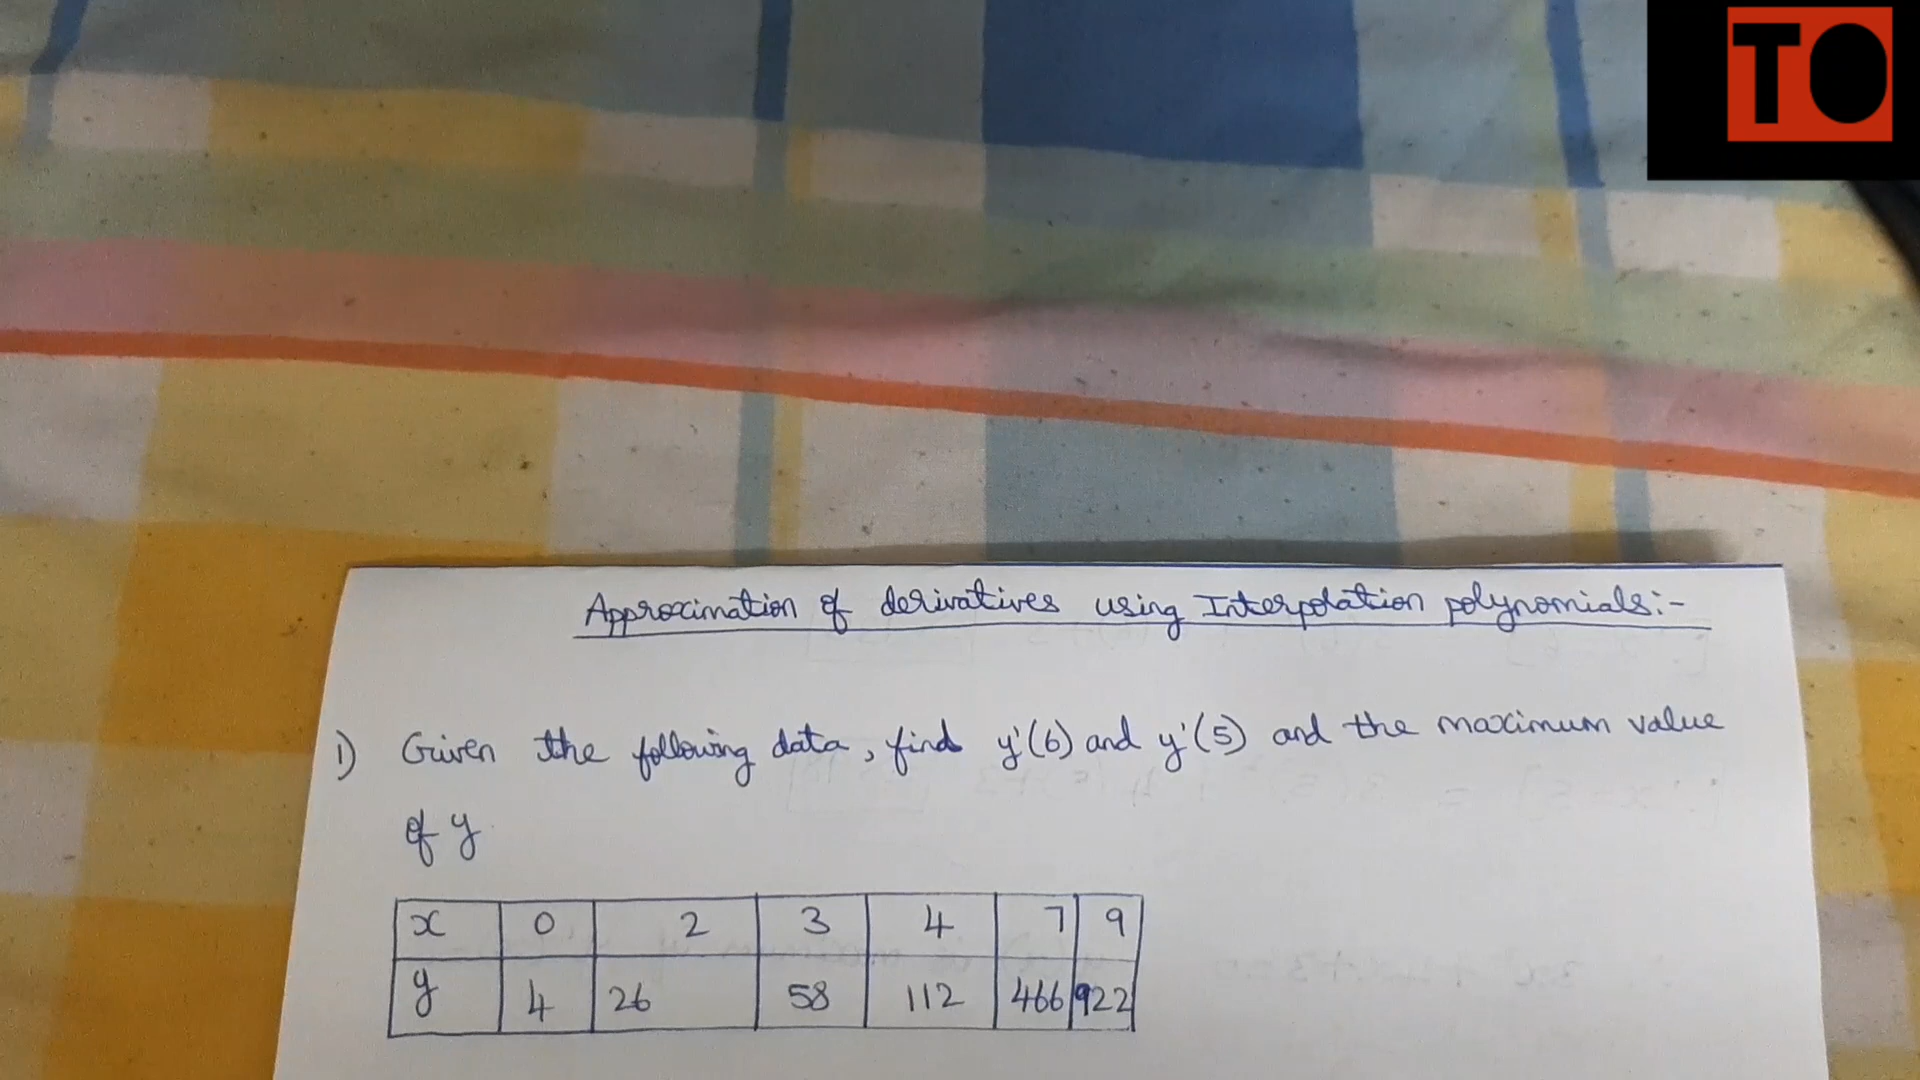 TO
Approximation of derivatives using Interpolation polynomials:-
1) Given the following data, find y'(6) and y'(5) and the maximum value
of y.
x 0 2 3 4 7 9
y 4 26 58 112 466 922